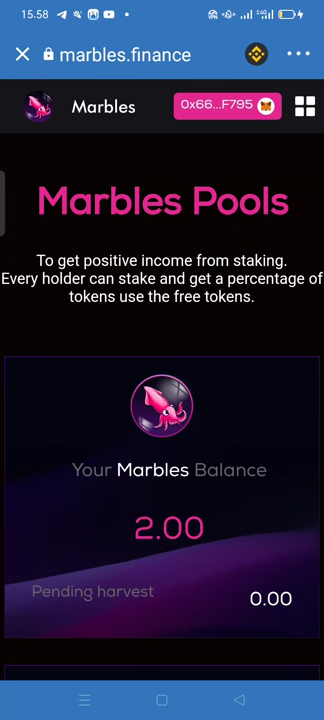 15.58
marbles.finance
Marbles
0x66...F795
Marbles Pools
To get positive income from staking.
Every holder can stake and get a percentage of
tokens use the free tokens.
Your Marbles Balance
2.00
Pending harvest
0.00